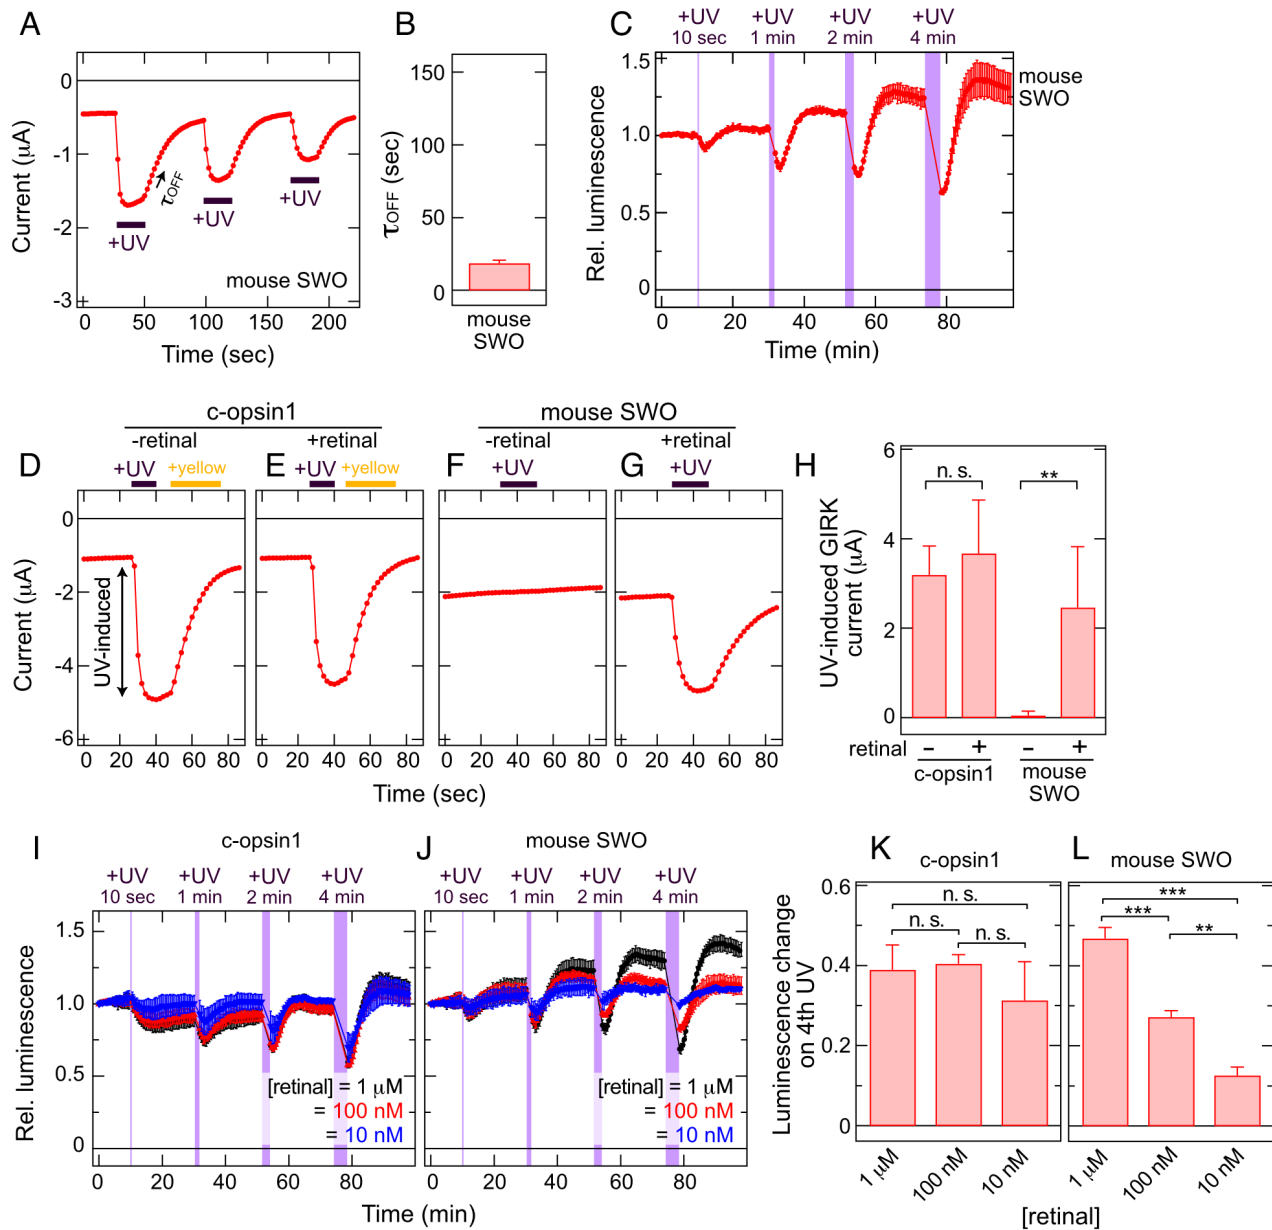 A
0
-1
-2
-3
Current (μA)
τOFF
+UV
+UV
+UV
mouse SWO
0
100
200
Time (sec)
B
150
100
50
0
τOFF (sec)
mouse
SWO
C
+UV
10 sec
+UV
1 min
+UV
2 min
+UV
4 min
1.5
1.0
0.5
0
Rel. luminescence
mouse
SWO
0
20
40
60
80
Time (min)
c-opsin1
-retinal
+retinal
mouse SWO
-retinal
+retinal
D
+UV
+yellow
E
+UV
+yellow
F
+UV
G
+UV
0
-2
-4
-6
Current (μA)
UV-induced
0 20 40 60 80
0 20 40 60 80
0 20 40 60 80
0 20 40 60 80
Time (sec)
H
6
4
2
0
UV-induced GIRK
current (μA)
n. s.
**
retinal - + - +
c-opsin1
mouse
SWO
I
c-opsin1
+UV
10 sec
+UV
1 min
+UV
2 min
+UV
4 min
1.5
1.0
0.5
0
Rel. luminescence
[retinal] = 1 μM
= 100 nM
= 10 nM
0 20 40 60 80
J
mouse SWO
+UV
10 sec
+UV
1 min
+UV
2 min
+UV
4 min
[retinal] = 1 μM
= 100 nM
= 10 nM
0 20 40 60 80
Time (min)
K
c-opsin1
0.6
0.4
0.2
0
Luminescence change
on 4th UV
n. s.
n. s.
n. s.
1 μM
100 nM
10 nM
L
mouse SWO
***
***
**
1 μM
100 nM
10 nM
[retinal]